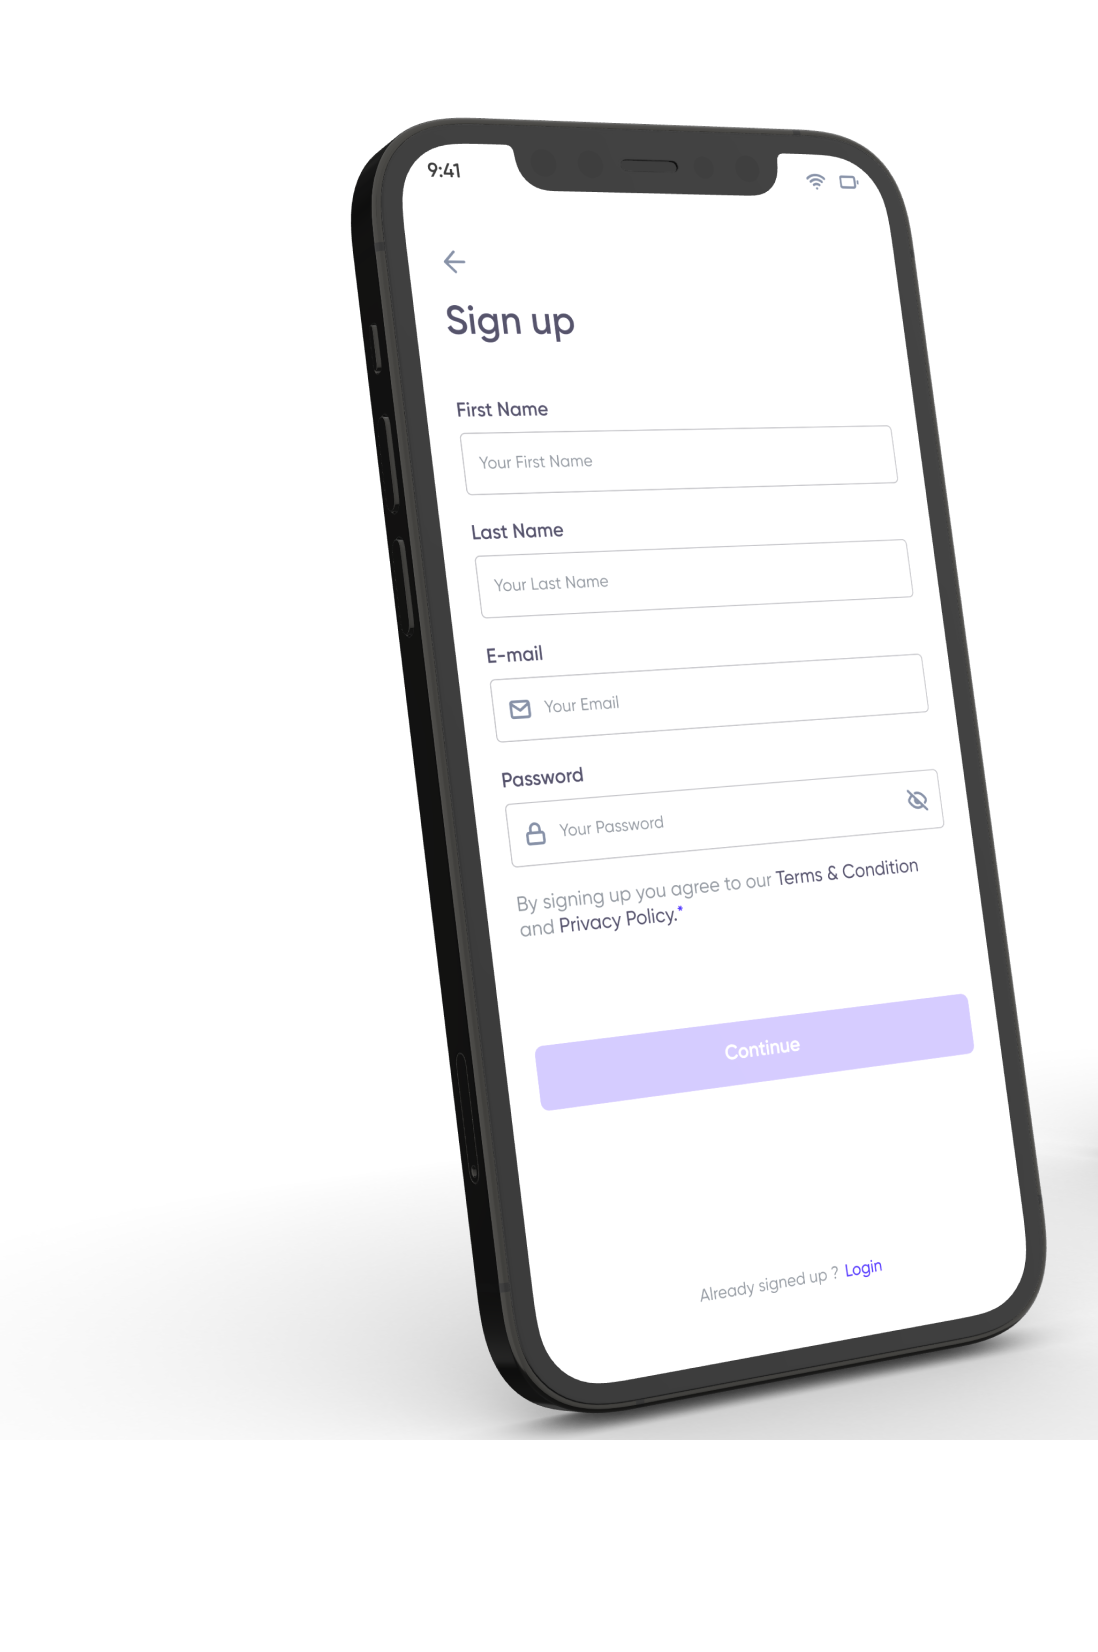 9:41
Sign up
First Name
Your First Name
Last Name
Your Last Name
E-mail
Your Email
Password
Your Password
By signing up you agree to our Terms & Condition
and Privacy Policy.*
Continue
Already signed up ? Login